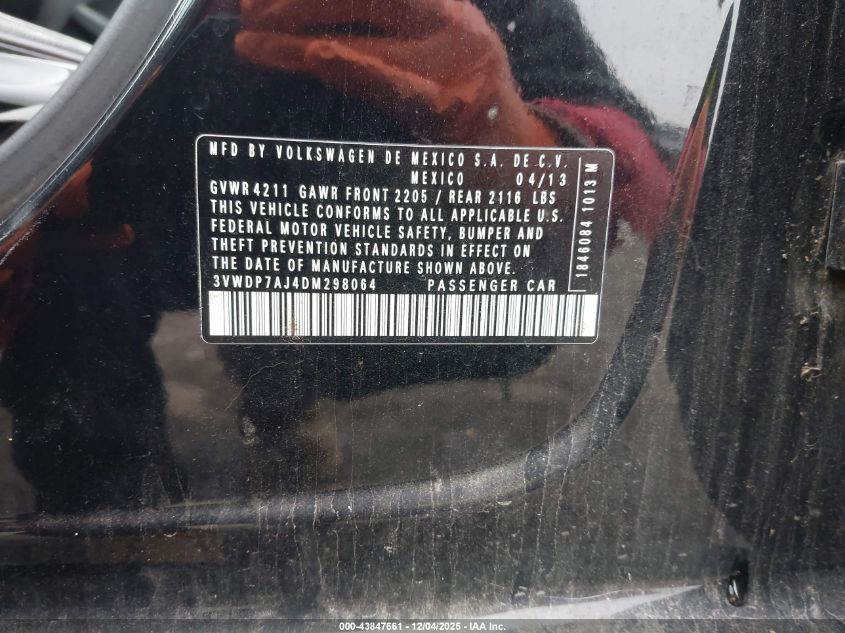 MFD BY VOLKSWAGEN DE MEXICO S.A. DE C.V.
MEXICO 04/13
GVWR 4211 GAWR FRONT 2205 / REAR 2116 LBS
THIS VEHICLE CONFORMS TO ALL APPLICABLE U.S.
FEDERAL MOTOR VEHICLE SAFETY, BUMPER AND
THEFT PREVENTION STANDARDS IN EFFECT ON
THE DATE OF MANUFACTURE SHOWN ABOVE.
3VWDP7AJ4DM298064 PASSENGER CAR
1846084 1013 M
000-43847661 - 12/04/2025 - IAA Inc.